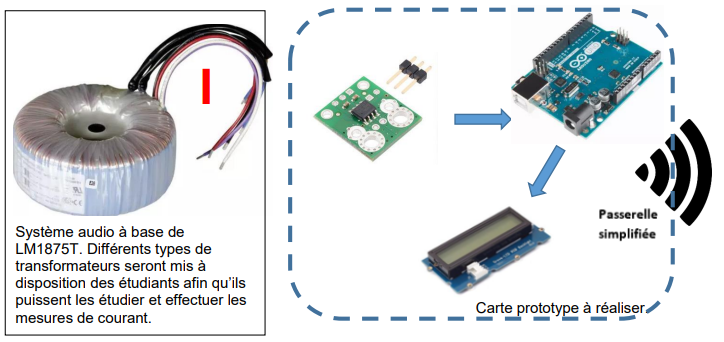 I
Système audio à base de
LM1875T. Différents types de
transformateurs seront mis à
disposition des étudiants afin qu'ils
puissent les étudier et effectuer les
mesures de courant.
Passerelle
simplifiée
Carte prototype à réaliser